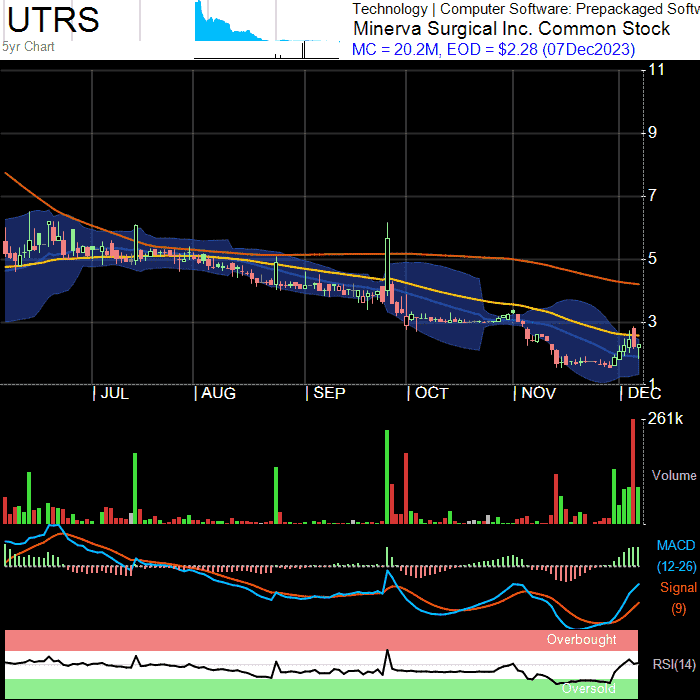 UTRS
5yr Chart
Technology | Computer Software: Prepackaged Softw
Minerva Surgical Inc. Common Stock
MC = 20.2M, EOD = $2.28 (07Dec2023)
11
9
7
5
3
1
JUL AUG SEP OCT NOV DEC
261k
Volume
MACD
(12-26)
Signal
(9)
Overbought
RSI(14)
Oversold